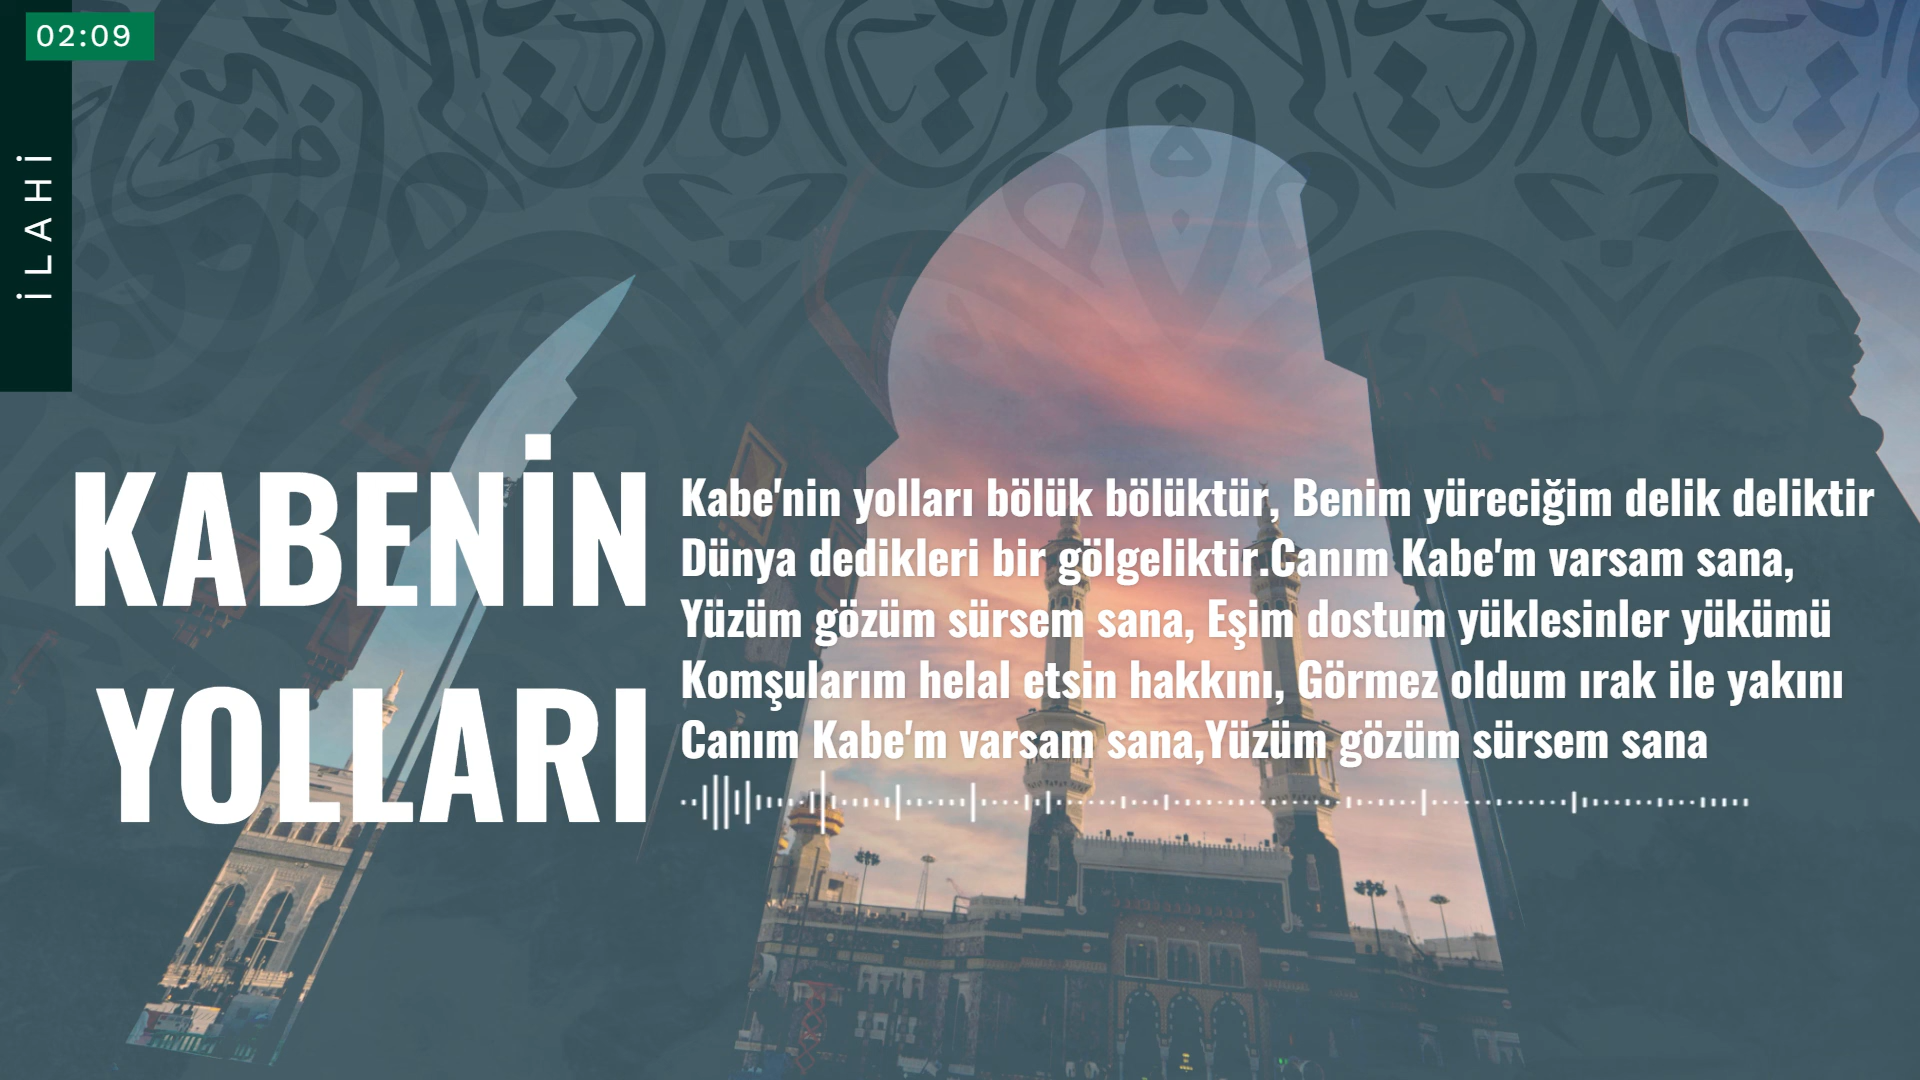 02:09
İLAHİ
KABENİN
YOLLARI
Kabe'nin yolları bölük bölüktür, Benim yüreciğim delik deliktir
Dünya dedikleri bir gölgeliktir.Canım Kabe'm varsam sana,
Yüzüm gözüm sürsem sana, Eşim dostum yüklesinler yükümü
Komşularım helal etsin hakkını, Görmez oldum ırak ile yakını
Canım Kabe'm varsam sana,Yüzüm gözüm sürsem sana